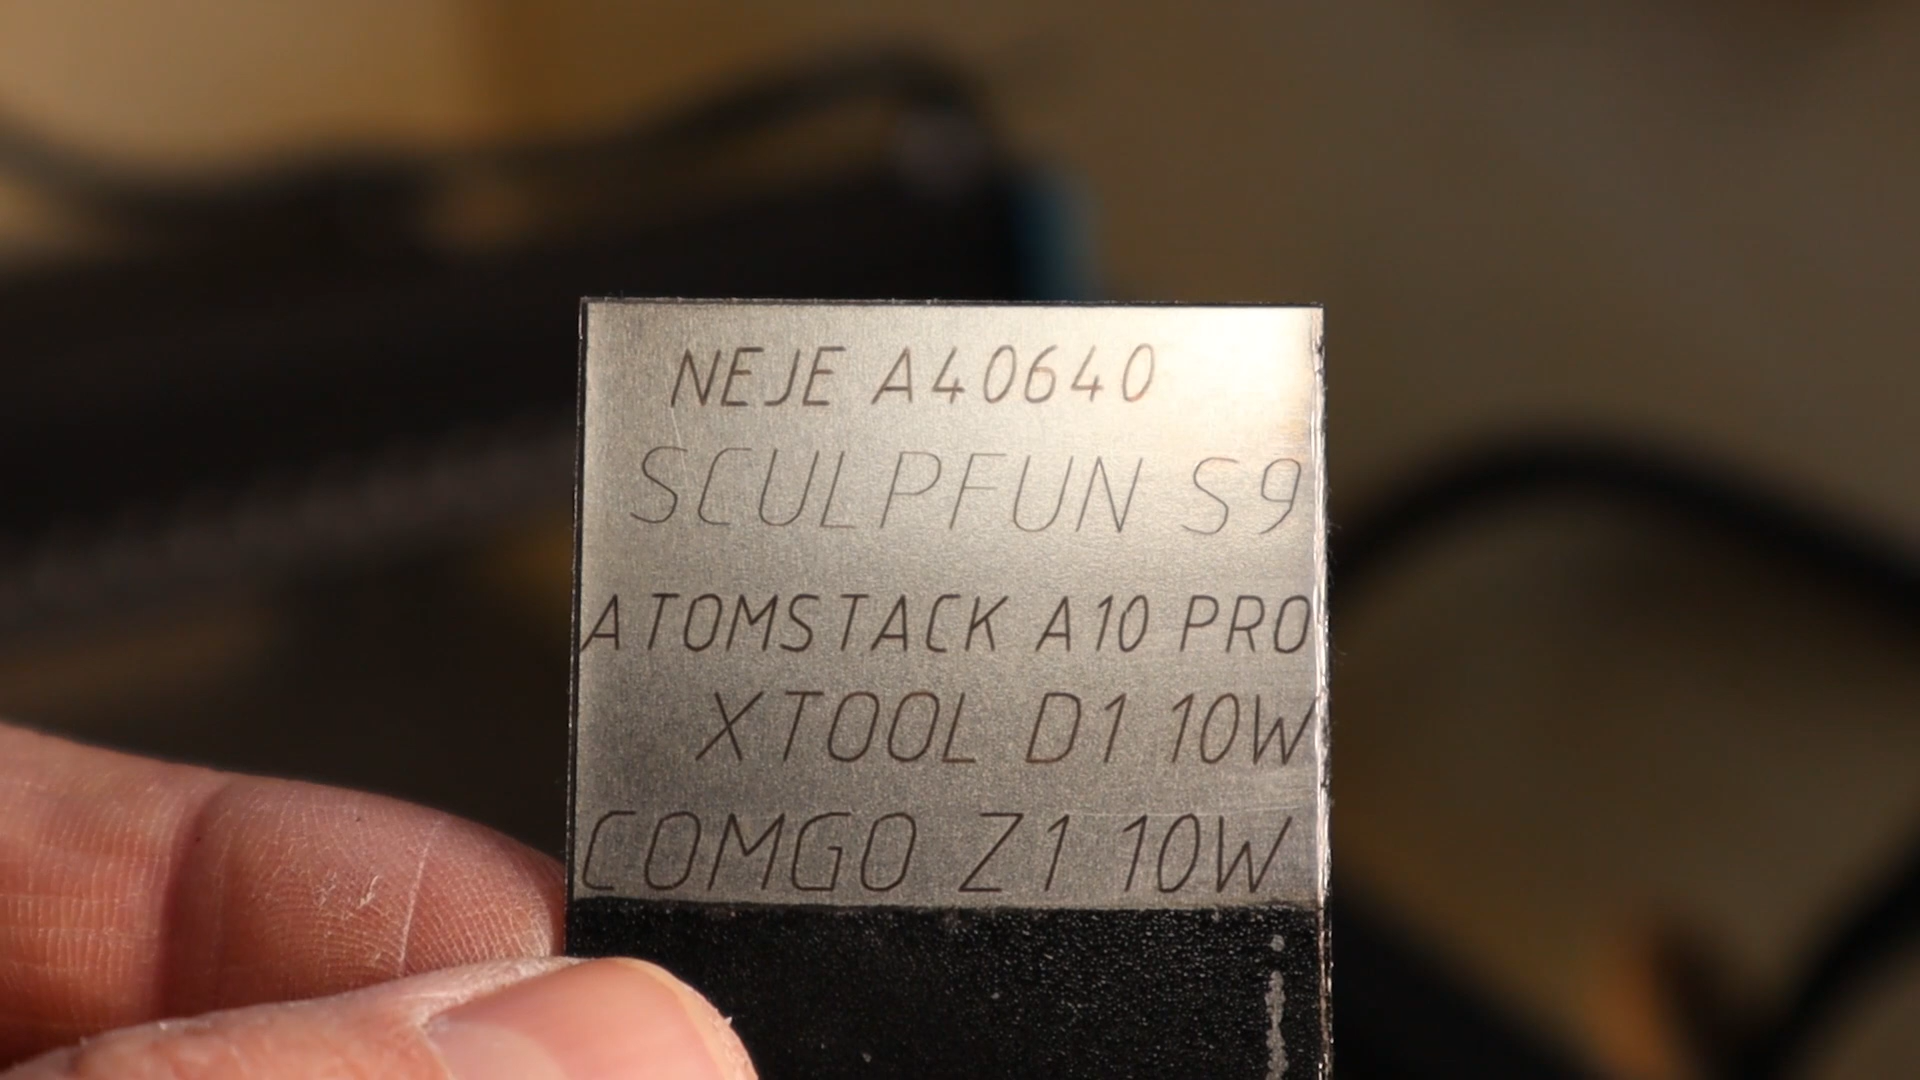 NEJE A40640
SCULPFUN S9
ATOMSTACK A10 PRO
XTOOL D1 10W
COMGO Z1 10W